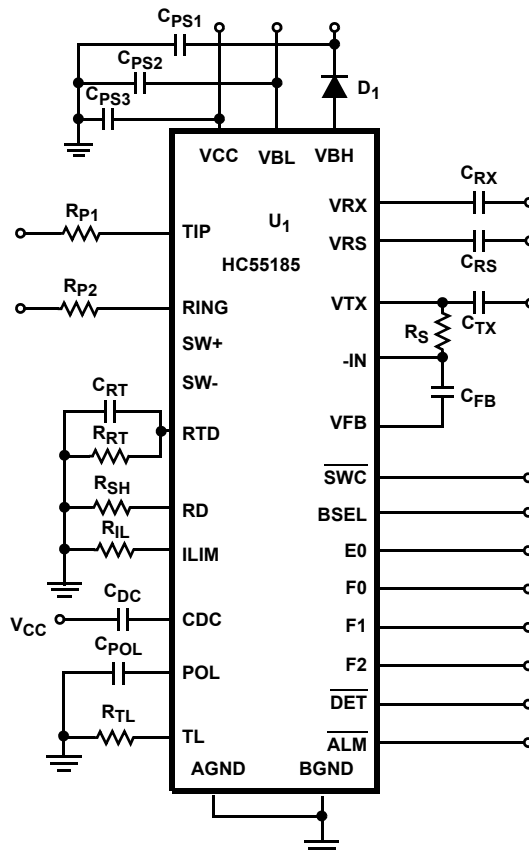 CPS1
CPS2
CPS3
D1
VCC VBL VBH
U1
HC55185
RP1
TIP
RP2
RING
SW+
SW-
CRT
RRT
RTD
RSH
RD
RIL
ILIM
VCC
CDC
CDC
CPOL
POL
RTL
TL
AGND BGND
VRX
CRX
VRS
CRS
VTX
CTX
RS
-IN
CFB
VFB
SWC
BSEL
E0
F0
F1
F2
DET
ALM